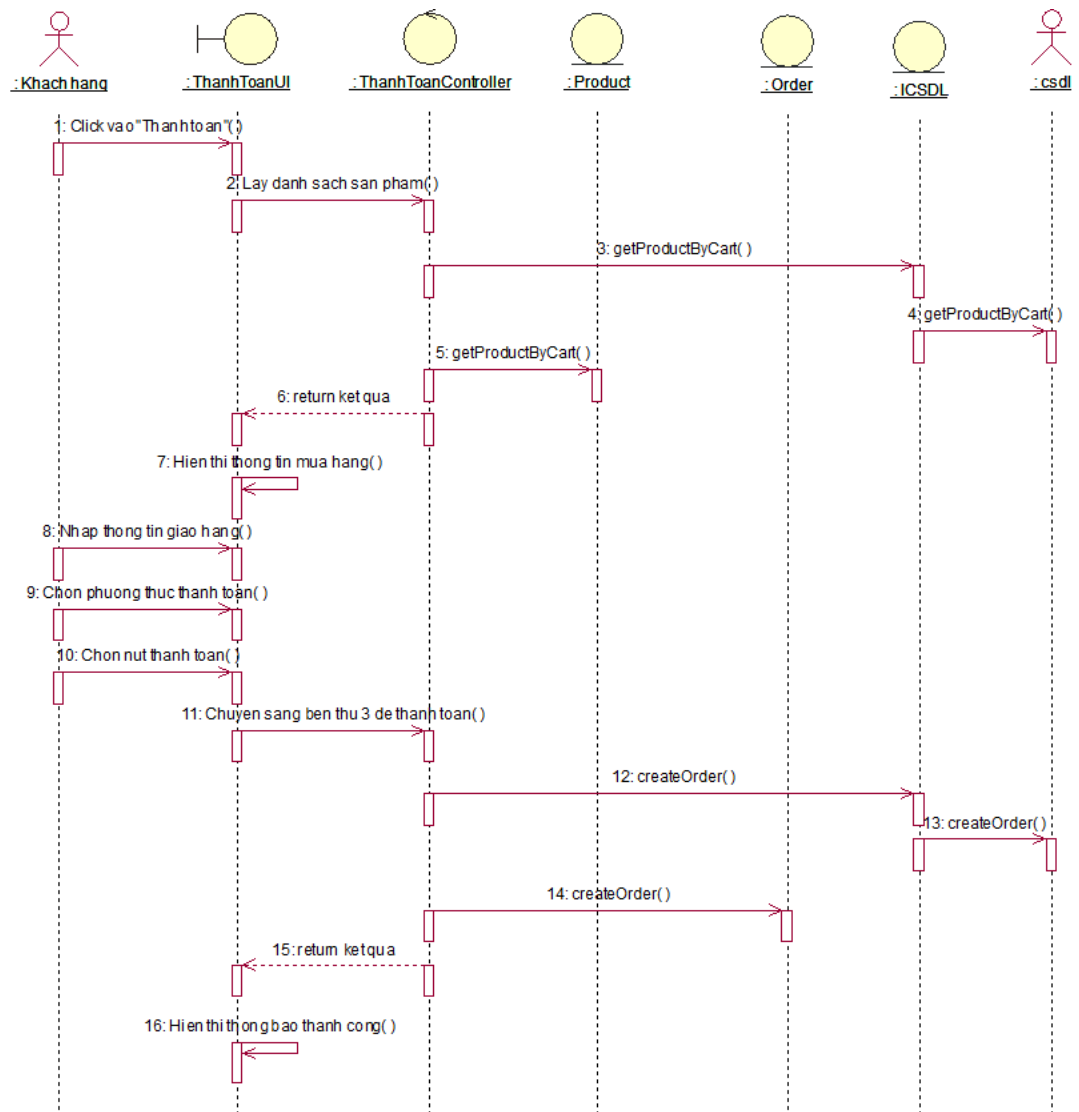 : Khach hang
: ThanhToanUI
: ThanhToanController
: Product
: Order
: ICSDL
: csdl
1: Click vao "Thanh toan"( )
2: Lay danh sach san pham( )
3: getProductByCart( )
4: getProductByCart( )
5: getProductByCart( )
6: return ket qua
7: Hien thi thong tin mua hang( )
8: Nhap thong tin giao hang( )
9: Chon phuong thuc thanh toan( )
10: Chon nut thanh toan( )
11: Chuyen sang ben thu 3 de thanh toan( )
12: createOrder( )
13: createOrder( )
14: createOrder( )
15: return ket qua
16: Hien thi thong bao thanh cong( )